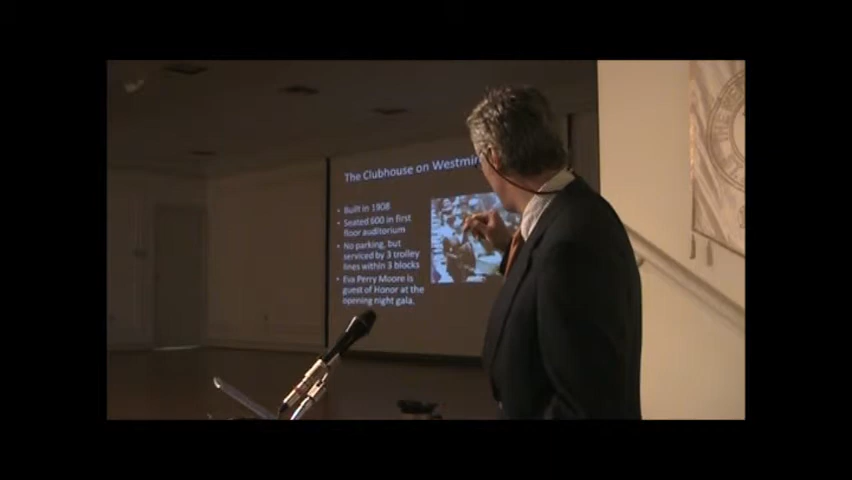 The Clubhouse on Westmin
• Built in 1908
• Seated 600 in first
floor auditorium
• No parking, but
serviced by 3 trolley
lines within 3 blocks
• Eva Perry Moore is
guest of Honor at the
opening night gala.